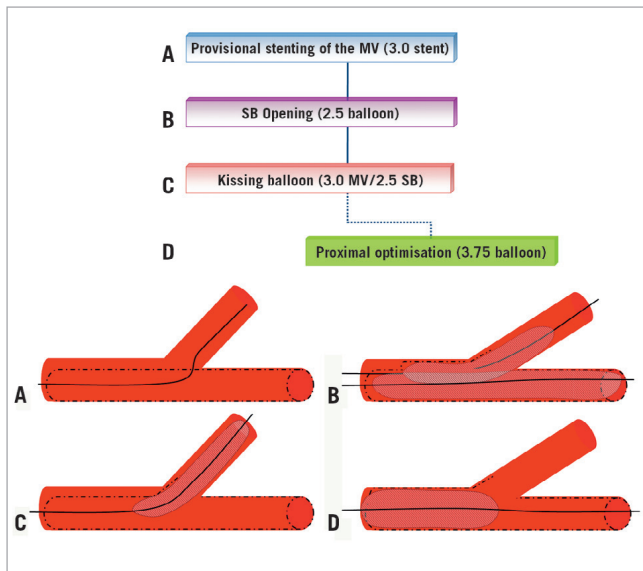 A Provisional stenting of the MV (3.0 stent)
B SB Opening (2.5 balloon)
C Kissing balloon (3.0 MV/2.5 SB)
D Proximal optimisation (3.75 balloon)
A B
C D